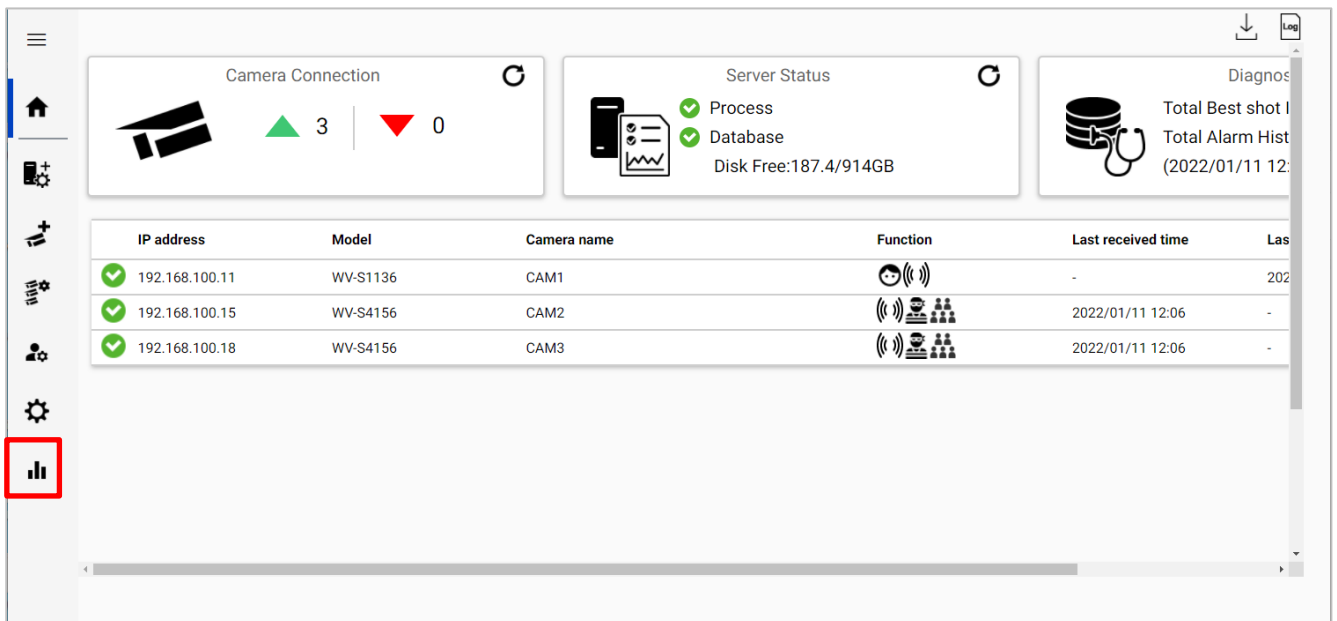 Log
Camera Connection
3
0
Server Status
Process
Database
Disk Free:187.4/914GB
Diagnos
Total Best shot I
Total Alarm Hist
(2022/01/11 12:
IP address Model Camera name Function Last received time Las
192.168.100.11 WV-S1136 CAM1 - 202
192.168.100.15 WV-S4156 CAM2 2022/01/11 12:06 -
192.168.100.18 WV-S4156 CAM3 2022/01/11 12:06 -